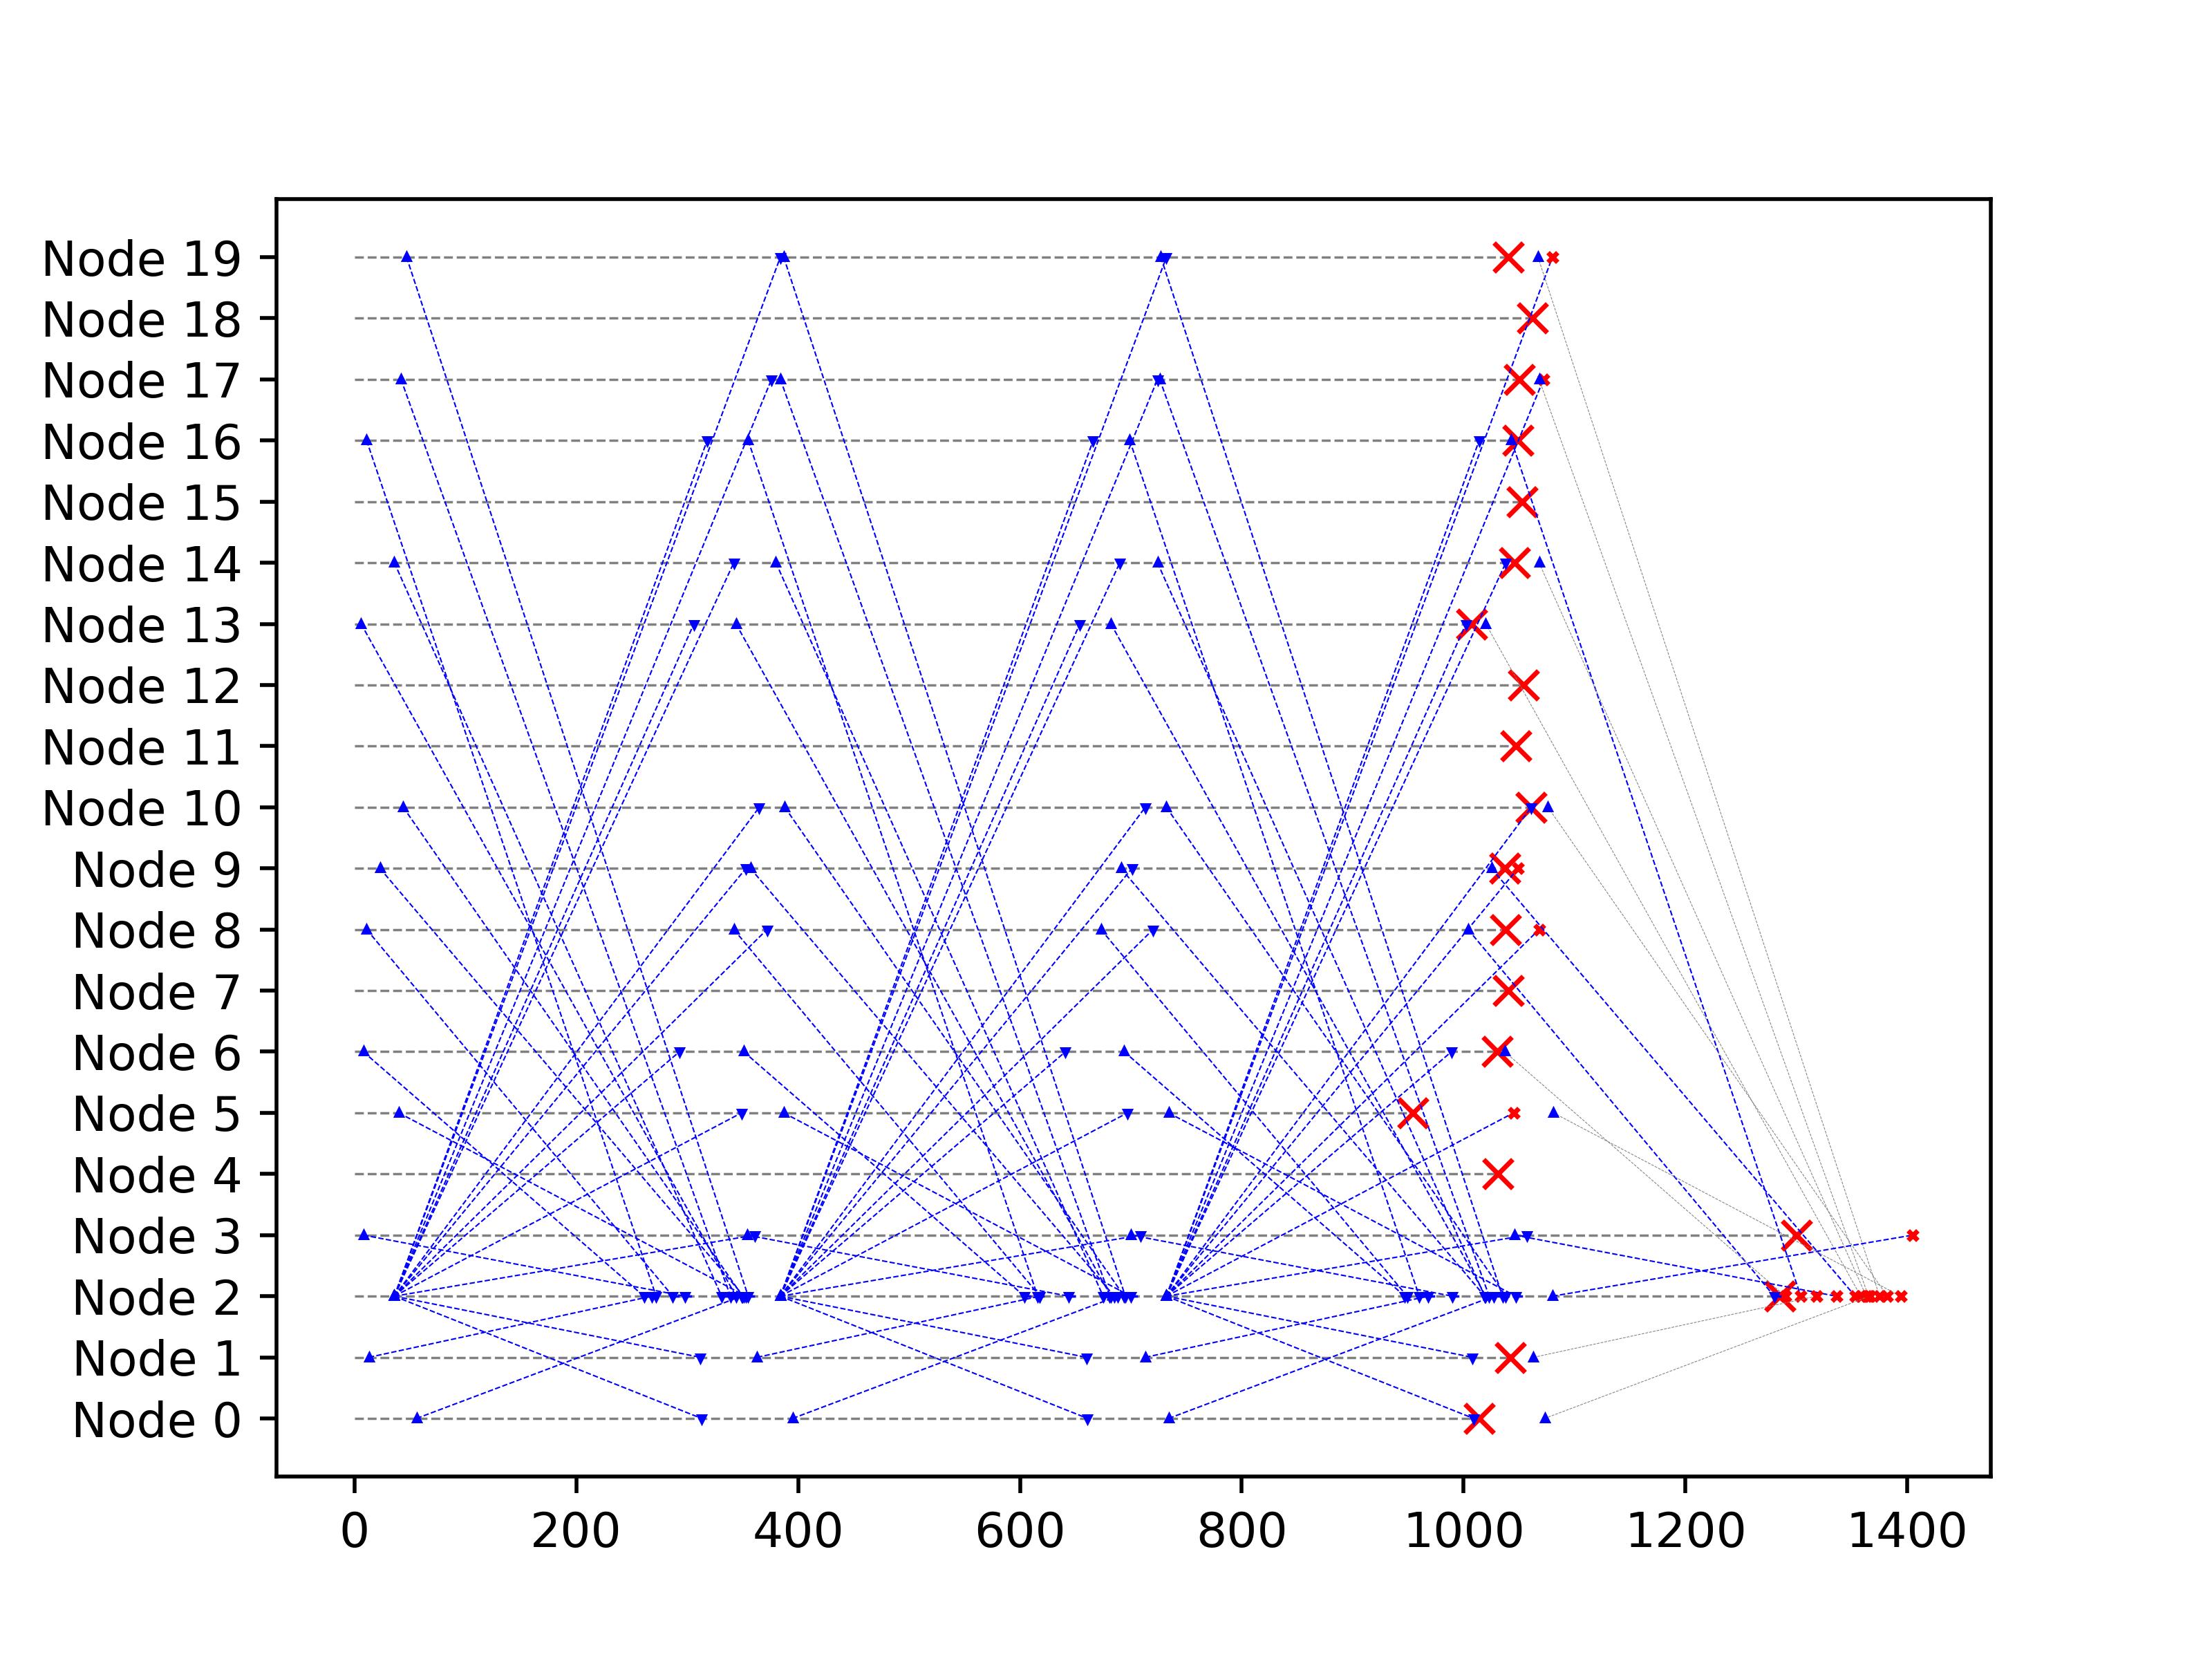 Node 19
Node 18
Node 17
Node 16
Node 15
Node 14
Node 13
Node 12
Node 11
Node 10
Node 9
Node 8
Node 7
Node 6
Node 5
Node 4
Node 3
Node 2
Node 1
Node 0
0 200 400 600 800 1000 1200 1400